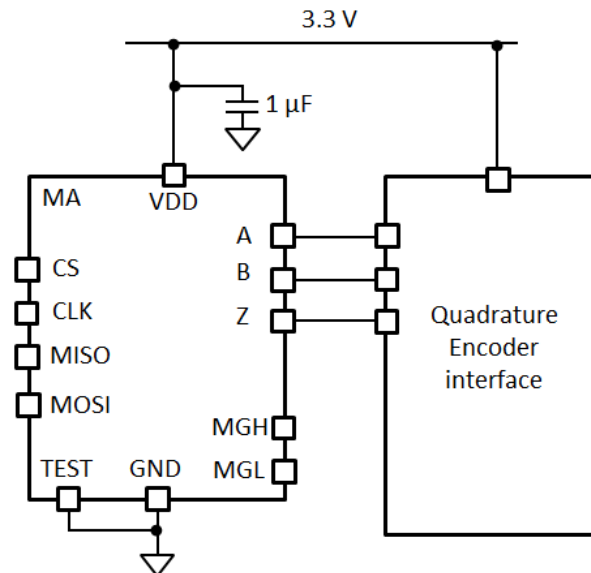 3.3 V
1 µF
MA
VDD
A
CS
B
CLK
Z
MISO
MOSI
Quadrature
Encoder
interface
MGH
TEST
GND
MGL